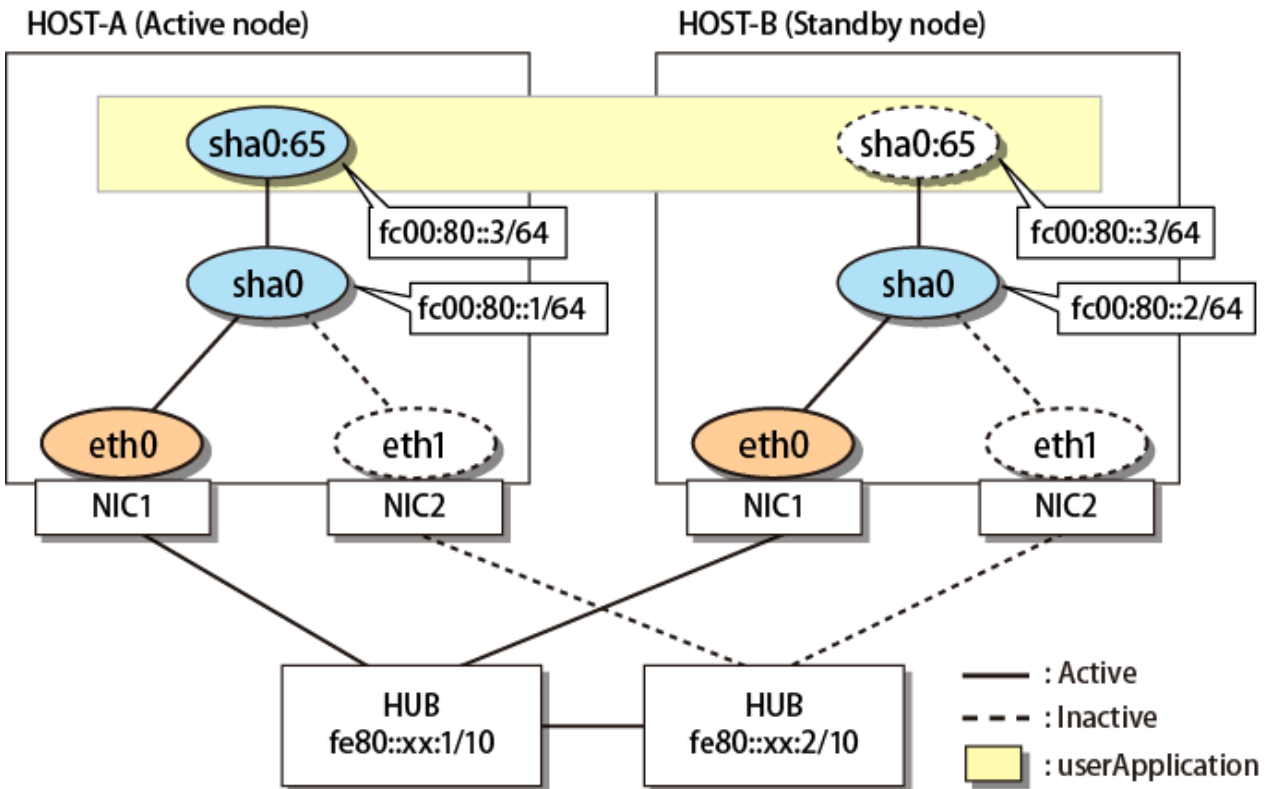 HOST-A (Active node)
HOST-B (Standby node)
sha0:65
sha0:65
fc00:80::3/64
fc00:80::3/64
sha0
sha0
fc00:80::1/64
fc00:80::2/64
eth0
eth1
eth0
eth1
NIC1
NIC2
NIC1
NIC2
HUB
fe80::xx:1/10
HUB
fe80::xx:2/10
: Active
: Inactive
: userApplication